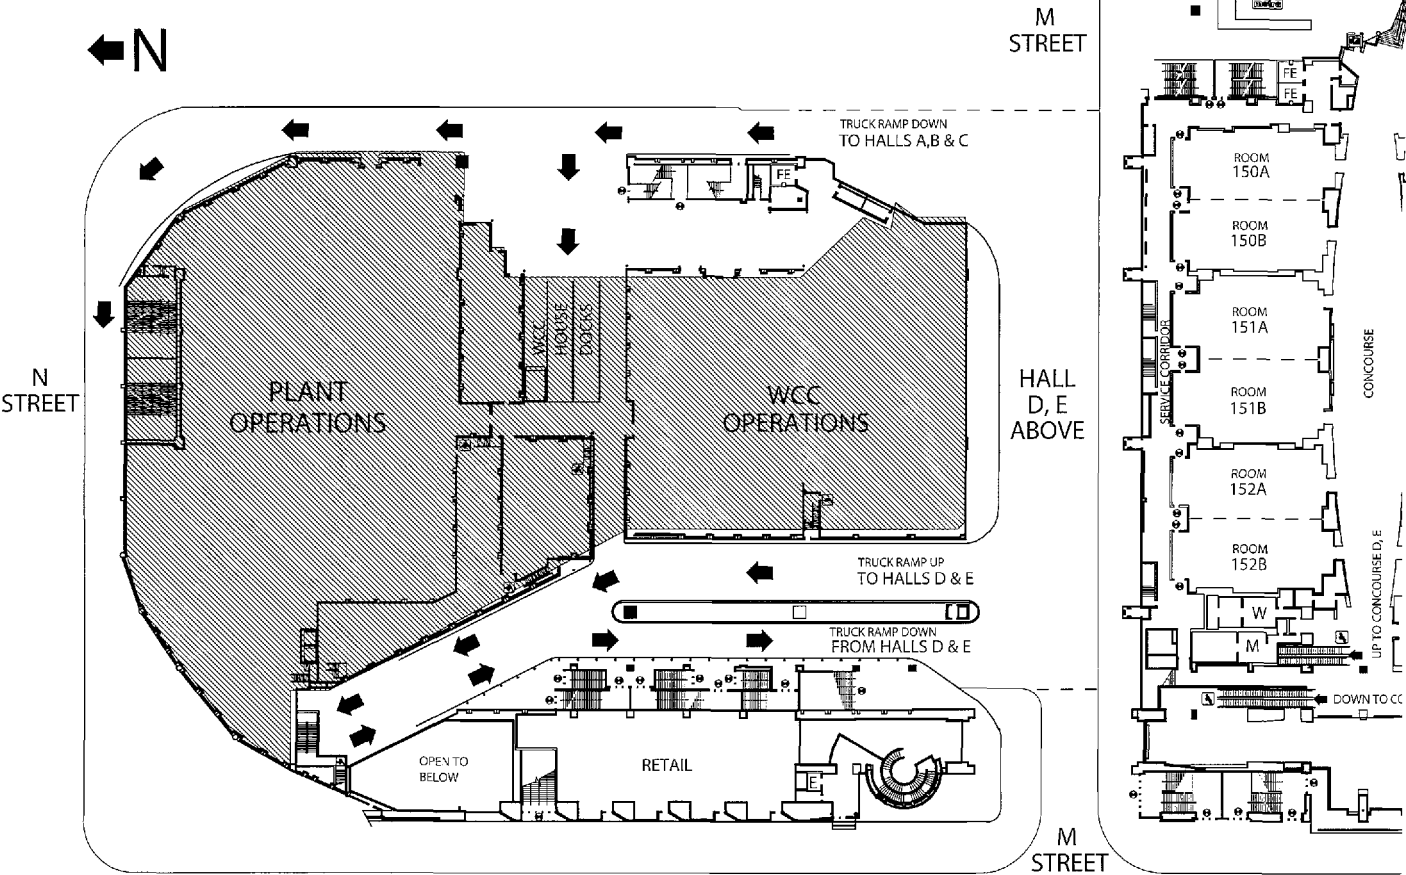 metro
M
STREET
N
FE
FE
TRUCK RAMP DOWN
TO HALLS A,B & C
FE
ROOM
150A
ROOM
150B
WCC
HOUSE
DOCKS
ROOM
151A
SERVICE CORRIDOR
CONCOURSE
N
STREET
PLANT
OPERATIONS
WCC
OPERATIONS
HALL
D, E
ABOVE
ROOM
151B
ROOM
152A
ROOM
152B
UP TO CONCOURSE D, E
TRUCK RAMP UP
TO HALLS D & E
TRUCK RAMP DOWN
FROM HALLS D & E
W
M
DOWN TO CO
OPEN TO
BELOW
RETAIL
E
M
STREET